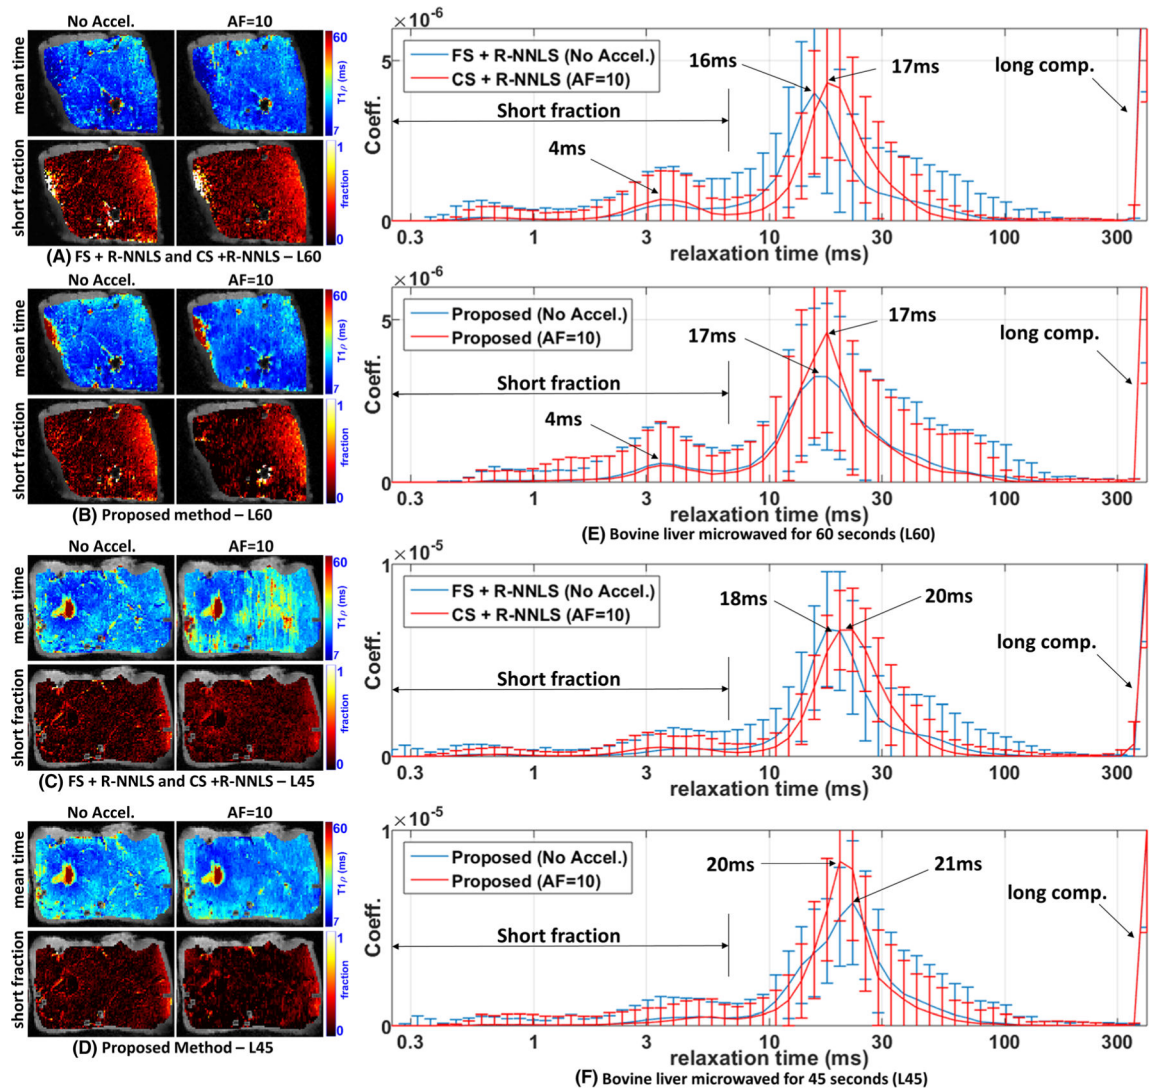 No Accel. AF=10
mean time
60
T1ρ (ms)
7
short fraction
1
fraction
0
(A) FS + R-NNLS and CS +R-NNLS – L60
No Accel. AF=10
mean time
60
T1ρ (ms)
7
short fraction
1
fraction
0
(B) Proposed method – L60
No Accel. AF=10
mean time
60
T1ρ (ms)
7
short fraction
1
fraction
0
(C) FS + R-NNLS and CS +R-NNLS – L45
No Accel. AF=10
mean time
60
T1ρ (ms)
7
short fraction
1
fraction
0
(D) Proposed Method – L45
×10⁻⁶
5
0
Coeff.
FS + R-NNLS (No Accel.)
CS + R-NNLS (AF=10)
Short fraction
4ms
16ms
17ms
long comp.
0.3 1 3 10 30 100 300
relaxation time (ms)
×10⁻⁶
5
0
Coeff.
Proposed (No Accel.)
Proposed (AF=10)
Short fraction
4ms
17ms
17ms
long comp.
0.3 1 3 10 30 100 300
relaxation time (ms)
(E) Bovine liver microwaved for 60 seconds (L60)
×10⁻⁵
1
0
Coeff.
FS + R-NNLS (No Accel.)
CS + R-NNLS (AF=10)
Short fraction
18ms
20ms
long comp.
0.3 1 3 10 30 100 300
relaxation time (ms)
×10⁻⁵
1
0
Coeff.
Proposed (No Accel.)
Proposed (AF=10)
Short fraction
20ms
21ms
long comp.
0.3 1 3 10 30 100 300
relaxation time (ms)
(F) Bovine liver microwaved for 45 seconds (L45)